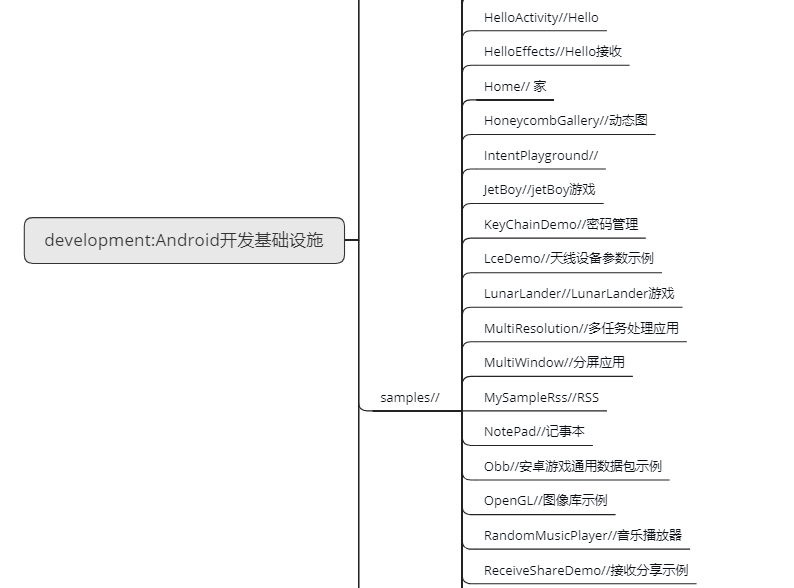 HelloActivity//Hello
HelloEffects//Hello接收
Home// 家
HoneycombGallery//动态图
IntentPlayground//
JetBoy//jetBoy游戏
KeyChainDemo//密码管理
development:Android开发基础设施
LceDemo//天线设备参数示例
LunarLander//LunarLander游戏
MultiResolution//多任务处理应用
MultiWindow//分屏应用
samples//
MySampleRss//RSS
NotePad//记事本
Obb//安卓游戏通用数据包示例
OpenGL//图像库示例
RandomMusicPlayer//音乐播放器
ReceiveShareDemo//接收分享示例